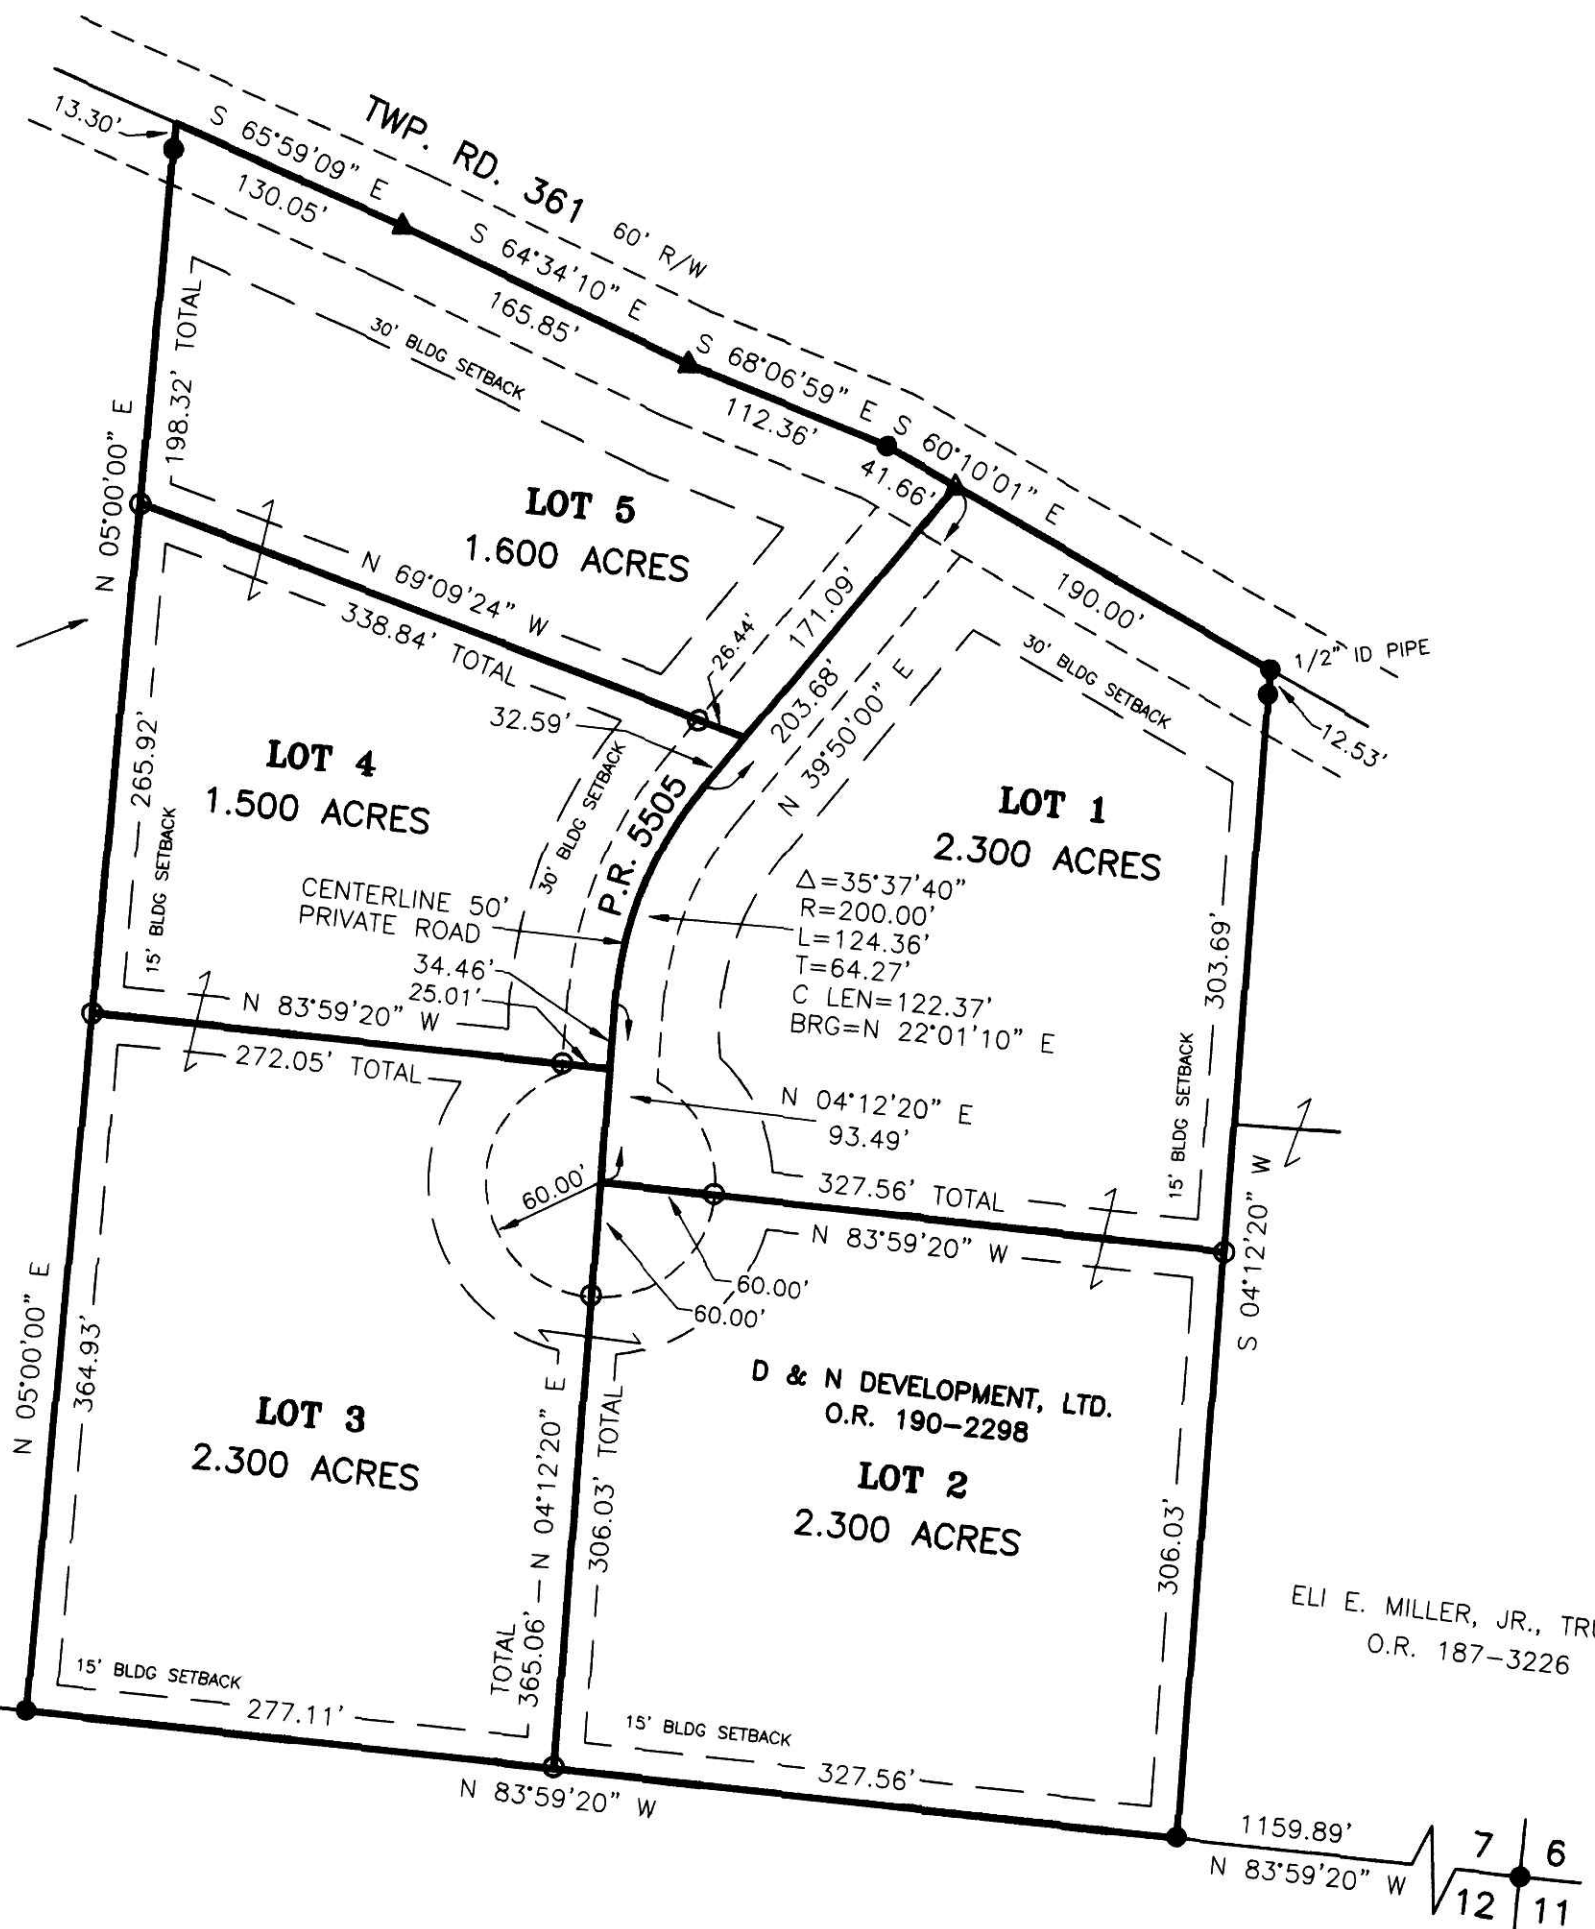 TWP. RD. 361 60' R/W
13.30'
S 65°59'09" E
130.05'
S 64°34'10" E
165.85'
S 68°06'59" E
112.36'
S 60°10'01" E
41.66'
190.00'
1/2" ID PIPE
12.53'
30' BLDG SETBACK
198.32' TOTAL
N 05°00'00" E
LOT 5
1.600 ACRES
N 69°09'24" W
338.84' TOTAL
26.44'
171.09'
32.59'
203.68'
N 39°50'00" E
30' BLDG SETBACK
LOT 4
1.500 ACRES
265.92'
15' BLDG SETBACK
30' BLDG SETBACK
P.R. 5505
CENTERLINE 50'
PRIVATE ROAD
34.46'
25.01'
N 83°59'20" W
272.05' TOTAL
LOT 1
2.300 ACRES
Δ=35°37'40"
R=200.00'
L=124.36'
T=64.27'
C LEN=122.37'
BRG=N 22°01'10" E
303.69'
15' BLDG SETBACK
N 04°12'20" E
93.49'
60.00'
327.56' TOTAL
N 83°59'20" W
60.00'
60.00'
S 04°12'20" W
N 05°00'00" E
364.93'
LOT 3
2.300 ACRES
N 04°12'20" E
TOTAL
365.06'
306.03' TOTAL
D & N DEVELOPMENT, LTD.
O.R. 190-2298
LOT 2
2.300 ACRES
306.03'
ELI E. MILLER, JR., TRU
O.R. 187-3226
15' BLDG SETBACK
277.11'
15' BLDG SETBACK
327.56'
N 83°59'20" W
1159.89'
N 83°59'20" W
7 6
12 11